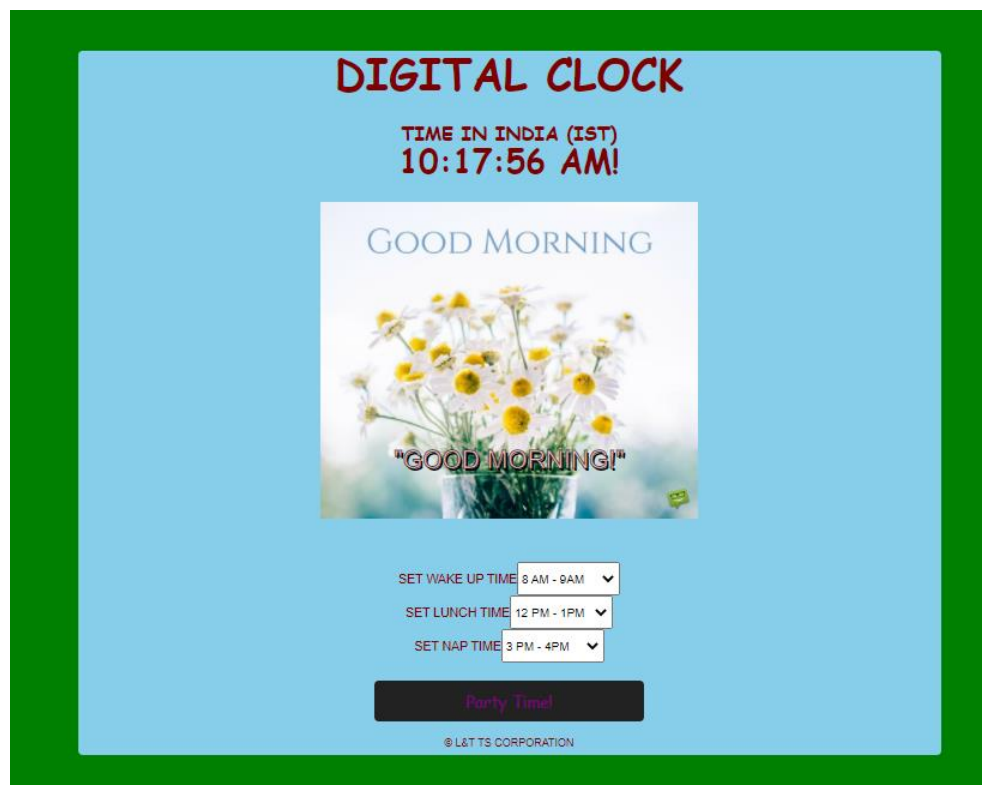 DIGITAL CLOCK
TIME IN INDIA (IST)
10:17:56 AM!
GOOD MORNING
"GOOD MORNING!"
SET WAKE UP TIME 8 AM - 9AM
SET LUNCH TIME 12 PM - 1PM
SET NAP TIME 3 PM - 4PM
Party Time!
© L&T TS CORPORATION